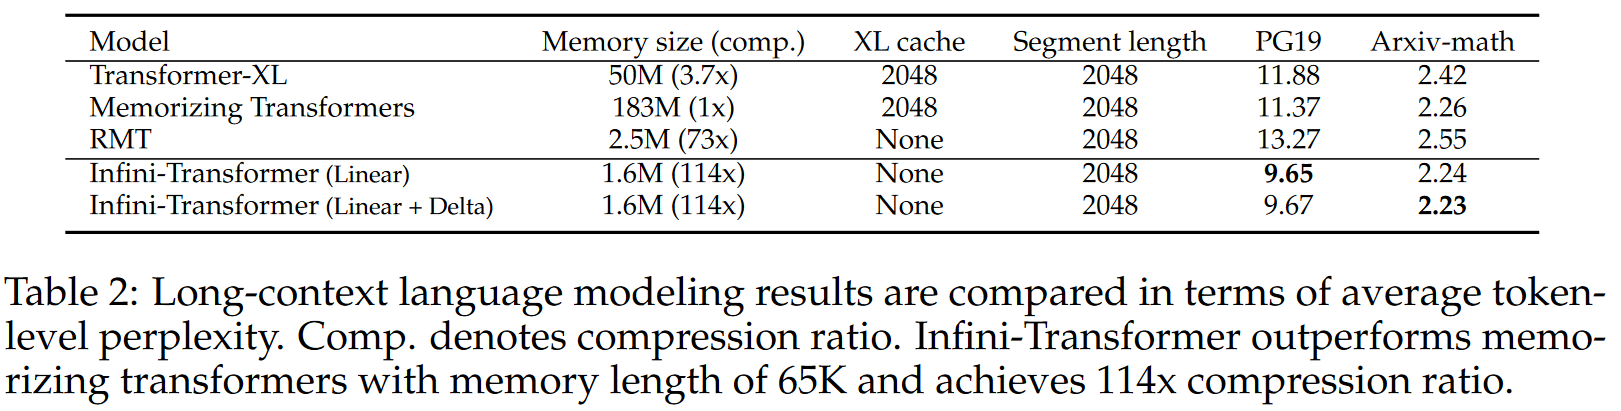 Model Memory size (comp.) XL cache Segment length PG19 Arxiv-math
Transformer-XL 50M (3.7x) 2048 2048 11.88 2.42
Memorizing Transformers 183M (1x) 2048 2048 11.37 2.26
RMT 2.5M (73x) None 2048 13.27 2.55
Infini-Transformer (Linear) 1.6M (114x) None 2048 9.65 2.24
Infini-Transformer (Linear + Delta) 1.6M (114x) None 2048 9.67 2.23
Table 2: Long-context language modeling results are compared in terms of average token-
level perplexity. Comp. denotes compression ratio. Infini-Transformer outperforms memo-
rizing transformers with memory length of 65K and achieves 114x compression ratio.